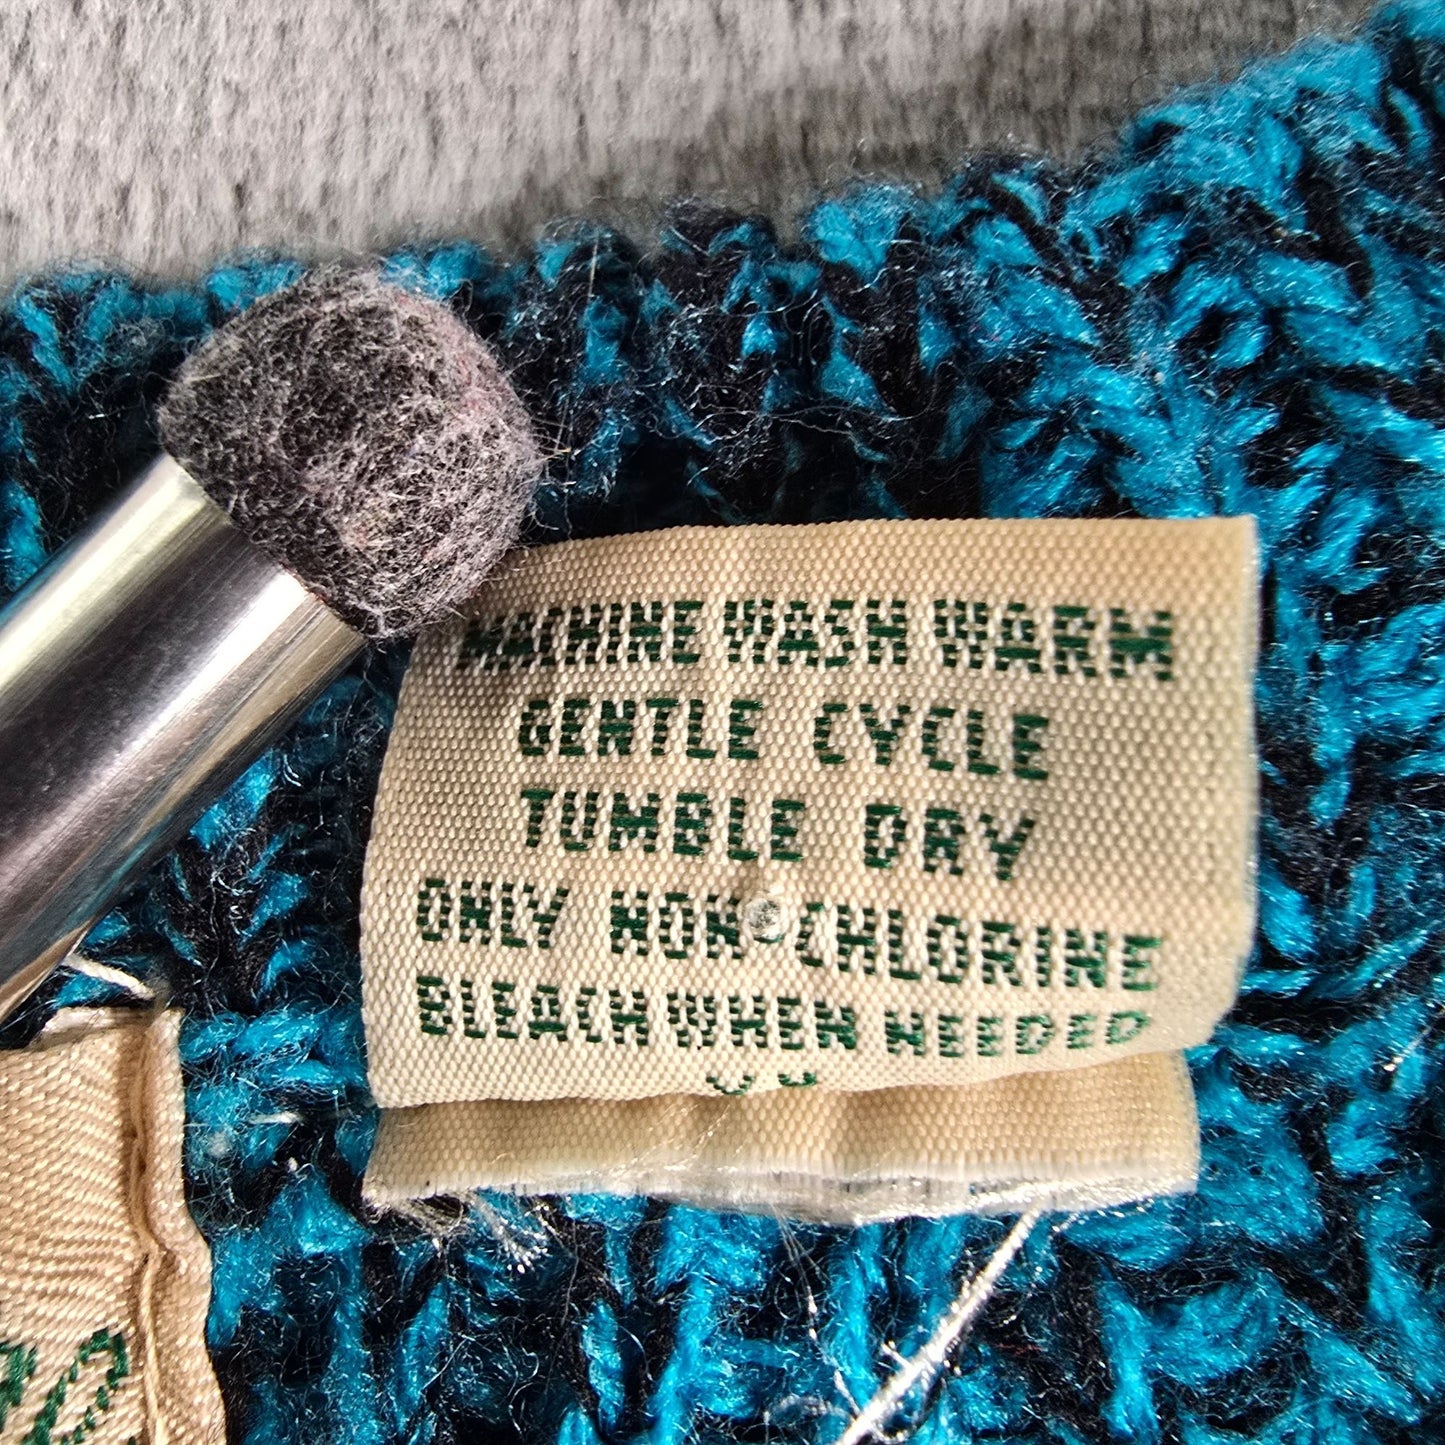 MACHINE WASH WARM
GENTLE CYCLE
TUMBLE DRY
ONLY NON-CHLORINE
BLEACH WHEN NEEDED